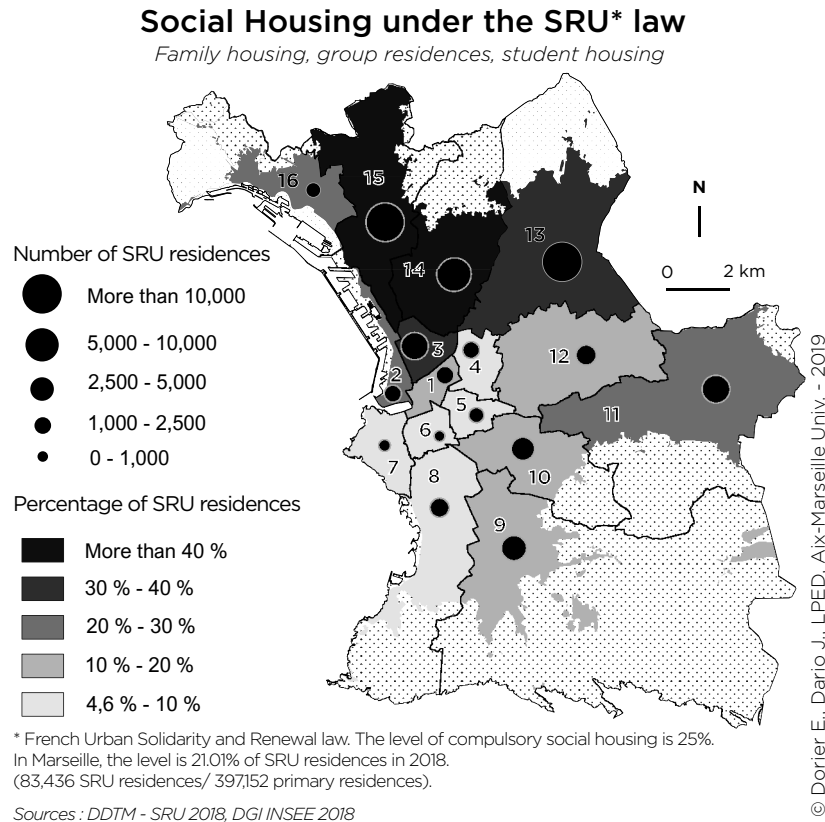 Social Housing under the SRU* law
Family housing, group residences, student housing
16
15
14
13
N
0 2 km
Number of SRU residences
More than 10,000
5,000 - 10,000
2,500 - 5,000
1,000 - 2,500
0 - 1,000
3
4
12
2
1
5
11
6
7
8
10
9
Percentage of SRU residences
More than 40 %
30 % - 40 %
20 % - 30 %
10 % - 20 %
4,6% - 10 %
* French Urban Solidarity and Renewal law. The level of compulsory social housing is 25%.
In Marseille, the level is 21.01% of SRU residences in 2018.
(83,436 SRU residences/ 397,152 primary residences).
Sources : DDTM - SRU 2018, DGI INSEE 2018
© Dorier E., Dario J., LPED, Aix-Marseille Univ. - 2019